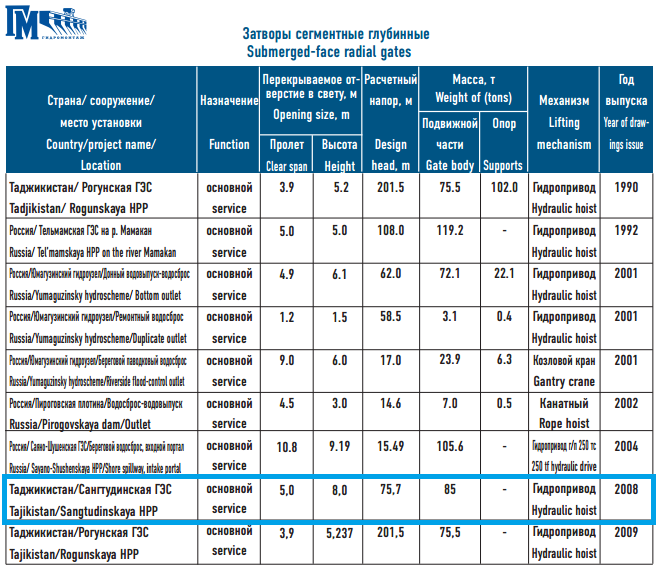 ГМ
ГИДРОМОНТАЖ
Затворы сегментные глубинные
Submerged-face radial gates
Страна/ сооружение/
место установки
Country/project name/
Location
Назначение
Function
Перекрываемое от-
верстие в свету, м
Opening size, m
Пролет
Clear span
Высота
Height
Расчетный
напор, м
Design
head, m
Масса, т
Weight of (tons)
Подвижной
части
Gate body
Опор
Supports
Механизм
Lifting
mechanism
Год
выпуска
Year of draw-
ings issue
Таджикистан/ Рогунская ГЭС основной 3.9 5.2 201.5 75.5 102.0 Гидропривод 1990
Tadjikistan/ Rogunskaya HPP service Hydraulic hoist
Россия/ Тельмамская ГЭС на р. Мамакан основной 5.0 5.0 108.0 119.2 - Гидропривод 1992
Russia/ Tel'mamskaya HPP on the river Mamakan service Hydraulic hoist
Россия/Юмагузинский гидроузел/Донный водовыпуск-водосброс основной 4.9 6.1 62.0 72.1 22.1 Гидропривод 2001
Russia/Yumaguzinsky hydroscheme/ Bottom outlet service Hydraulic hoist
Россия/Юмагузинский гидроузел/Ремонтный водосброс основной 1.2 1.5 58.5 3.1 0.4 Гидропривод 2001
Russia/Yumaguzinsky hydroscheme/Duplicate outlet service Hydraulic hoist
Россия/Юмагузинский гидроузел/Береговой паводковый водосброс основной 9.0 6.0 17.0 23.9 6.3 Козловой кран 2001
Russia/Yumaguzinsky hydroscheme/Riverside flood-control outlet service Gantry crane
Россия/Пироговская плотина/Водосброс-водовыпуск основной 4.5 3.0 14.6 7.0 0.5 Канатный 2002
Russia/Pirogovskaya dam/Outlet service Rope hoist
Россия/ Саяно-Шушенская ГЭС/Береговой водосброс, входной портал основной 10.8 9.19 15.49 105.6 - Гидропривод г/п 250 тс 2004
Russia/ Sayano-Shushenskaya HPP/Shore spillway, intake portal service 250 tf hydraulic drive
Таджикистан/Сангтудинская ГЭС основной 5,0 8,0 75,7 85 - Гидропривод 2008
Tajikistan/Sangtudinskaya HPP service Hydraulic hoist
Таджикистан/Рогунская ГЭС основной 3,9 5,237 201,5 75,5 - Гидропривод 2009
Tajikistan/Rogunskaya HPP service Hydraulic hoist